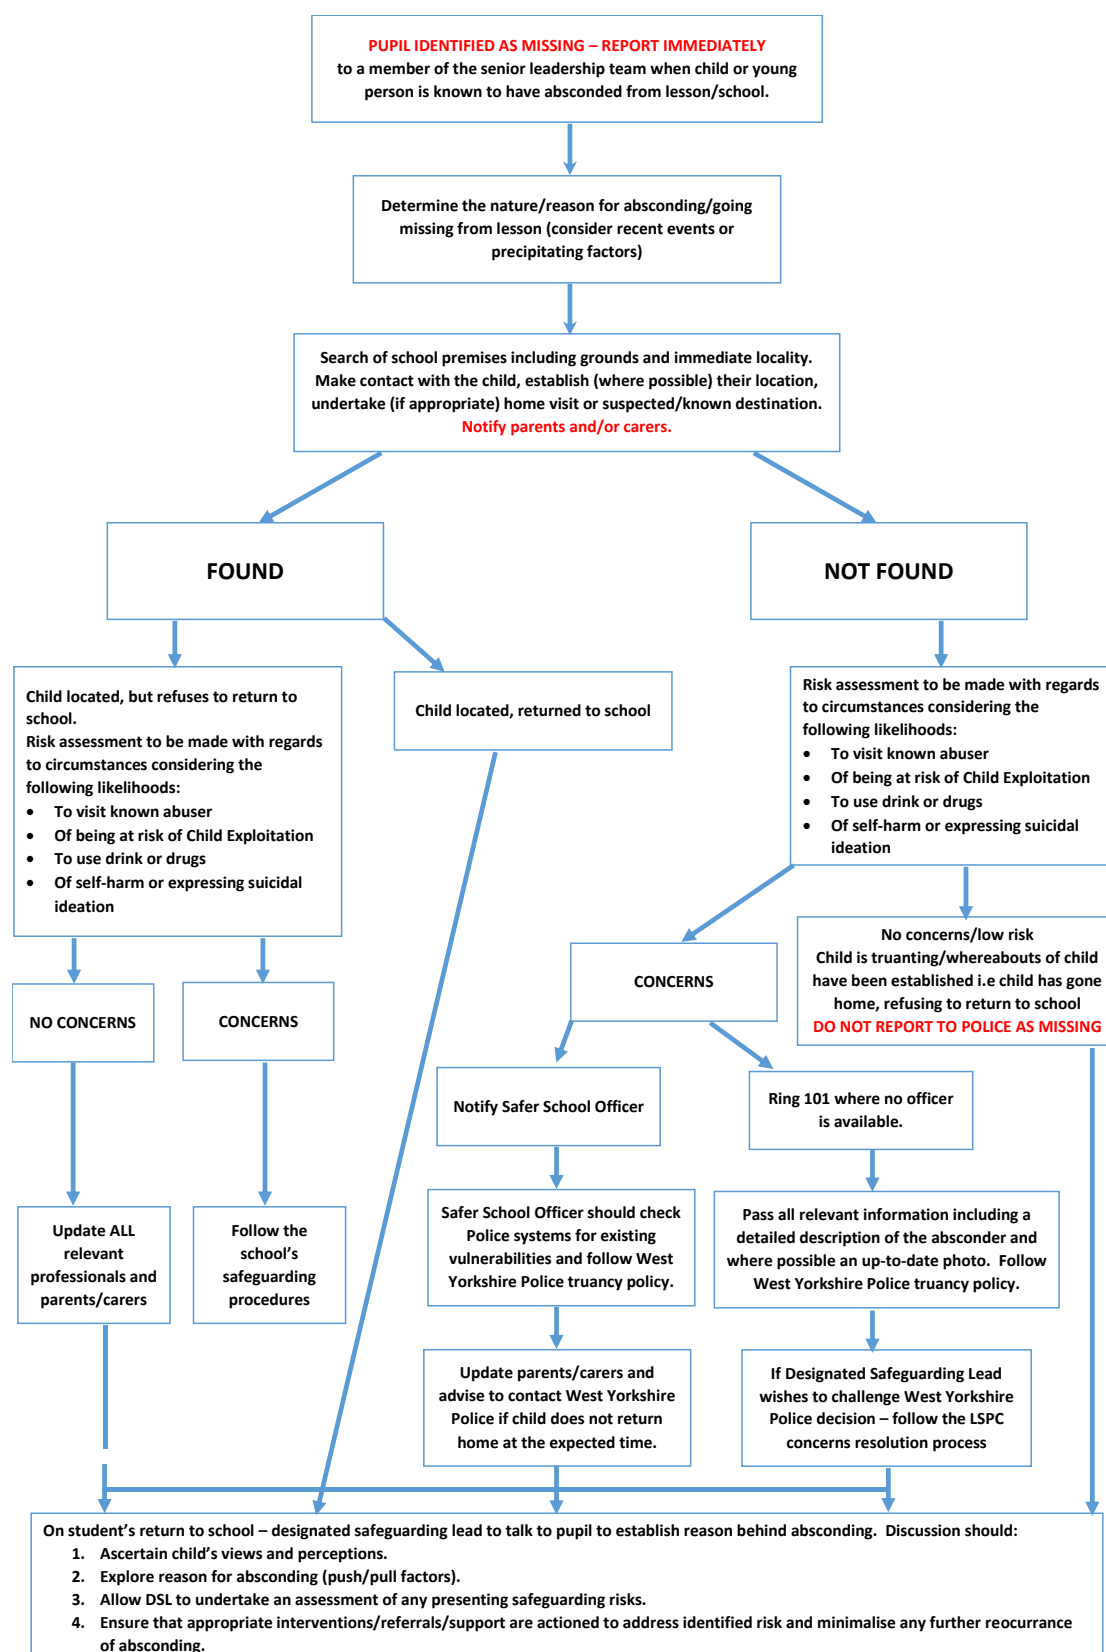 PUPIL IDENTIFIED AS MISSING – REPORT IMMEDIATELY
to a member of the senior leadership team when child or young
person is known to have absconded from lesson/school.
Determine the nature/reason for absconding/going
missing from lesson (consider recent events or
precipitating factors)
Search of school premises including grounds and immediate locality.
Make contact with the child, establish (where possible) their location,
undertake (if appropriate) home visit or suspected/known destination.
Notify parents and/or carers.
FOUND
NOT FOUND
Child located, but refuses to return to
school.
Risk assessment to be made with regards
to circumstances considering the
following likelihoods:
• To visit known abuser
• Of being at risk of Child Exploitation
• To use drink or drugs
• Of self-harm or expressing suicidal
ideation
Child located, returned to school
Risk assessment to be made with regards
to circumstances considering the
following likelihoods:
• To visit known abuser
• Of being at risk of Child Exploitation
• To use drink or drugs
• Of self-harm or expressing suicidal
ideation
NO CONCERNS
CONCERNS
CONCERNS
No concerns/low risk
Child is truanting/whereabouts of child
have been established i.e child has gone
home, refusing to return to school
DO NOT REPORT TO POLICE AS MISSING
Notify Safer School Officer
Ring 101 where no officer
is available.
Update ALL
relevant
professionals and
parents/carers
Follow the
school's
safeguarding
procedures
Safer School Officer should check
Police systems for existing
vulnerabilities and follow West
Yorkshire Police truancy policy.
Pass all relevant information including a
detailed description of the absconder and
where possible an up-to-date photo.  Follow
West Yorkshire Police truancy policy.
Update parents/carers and
advise to contact West Yorkshire
Police if child does not return
home at the expected time.
If Designated Safeguarding Lead
wishes to challenge West Yorkshire
Police decision – follow the LSPC
concerns resolution process
On student's return to school – designated safeguarding lead to talk to pupil to establish reason behind absconding.  Discussion should:
1. Ascertain child's views and perceptions.
2. Explore reason for absconding (push/pull factors).
3. Allow DSL to undertake an assessment of any presenting safeguarding risks.
4. Ensure that appropriate interventions/referrals/support are actioned to address identified risk and minimalise any further reocurrance
of absconding.